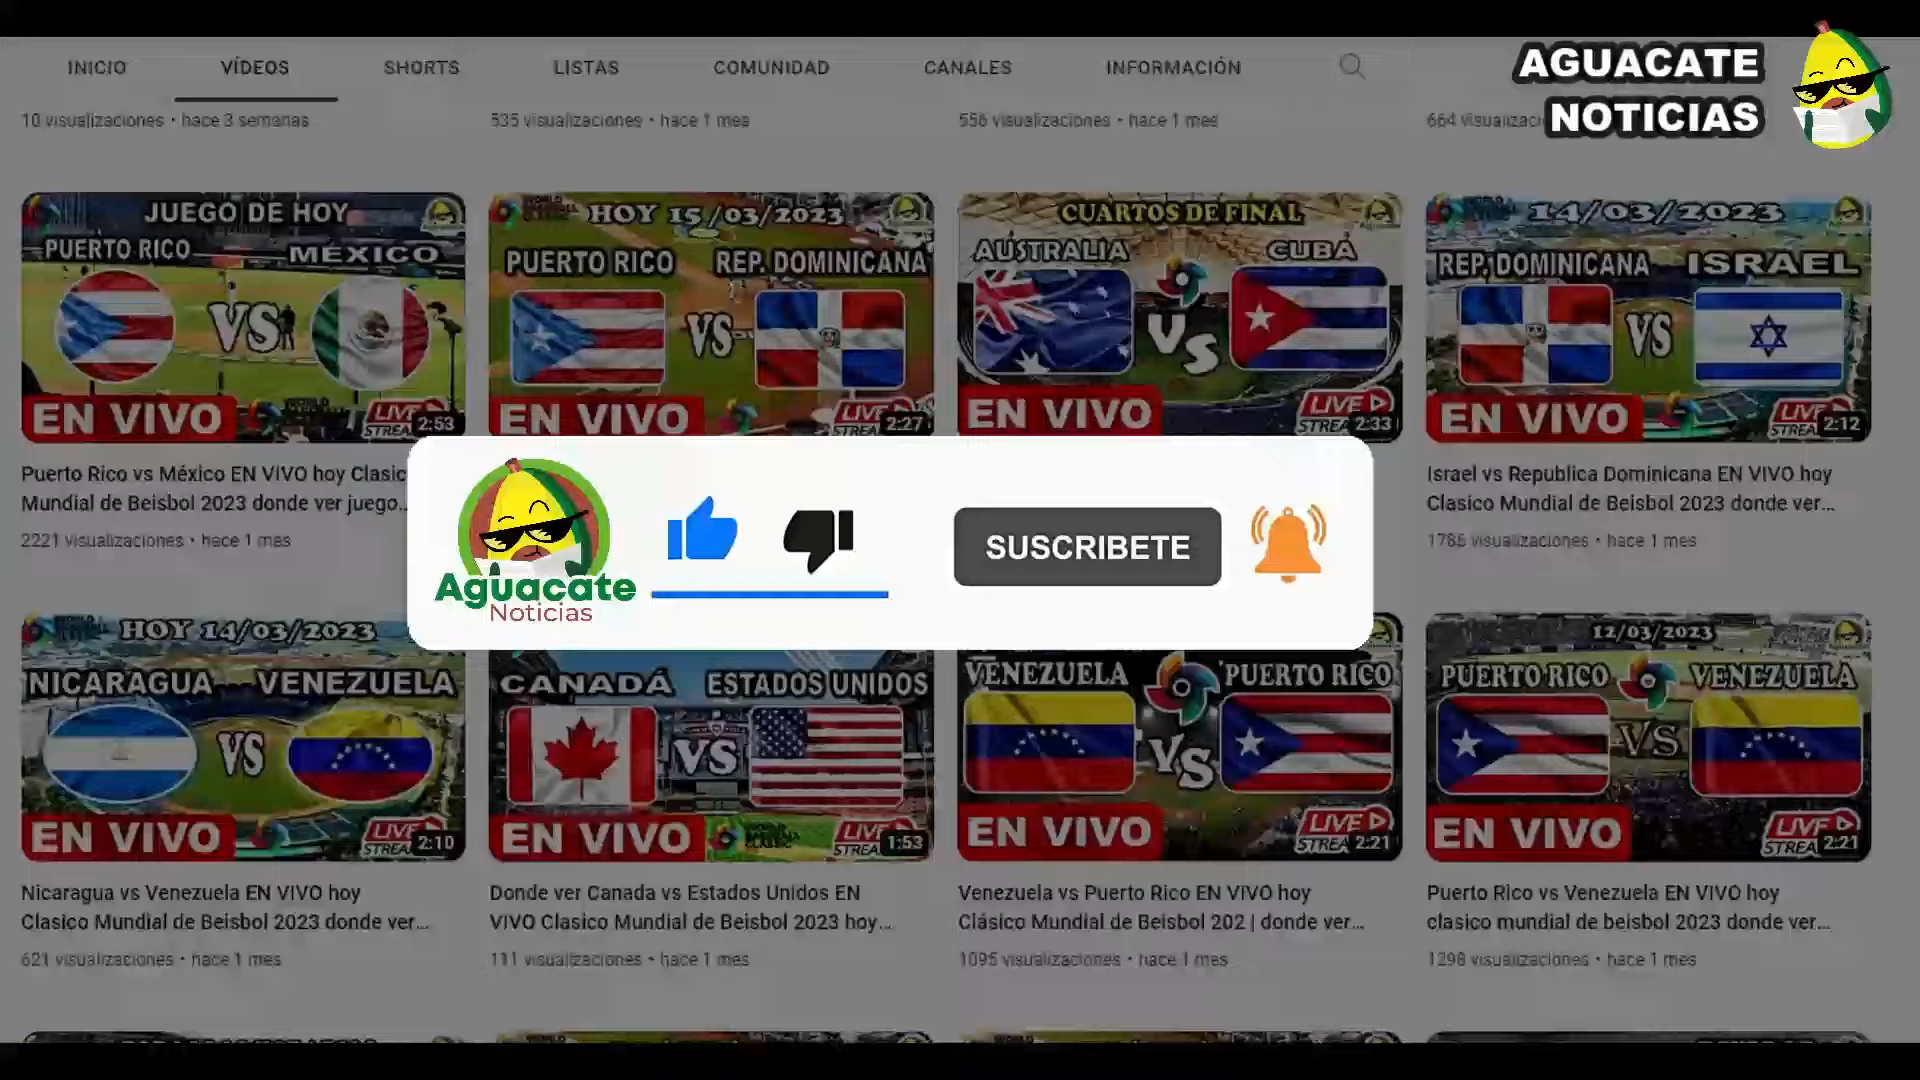 INICIO
VÍDEOS
SHORTS
LISTAS
COMUNIDAD
CANALES
INFORMACIÓN
AGUACATE
NOTICIAS
10 visualizaciones • hace 3 semanas
535 visualizaciones • hace 1 mes
556 visualizaciones • hace 1 mes
JUEGO DE HOY
PUERTO RICO
MÉXICO
VS
EN VIVO
LIVE
2:53
HOY 15/03/2023
PUERTO RICO
REP. DOMINICANA
VS
EN VIVO
LIVE
2:27
CUARTOS DE FINAL
AUSTRALIA
CUBA
VS
EN VIVO
LIVE
2:33
14/03/2023
REP. DOMINICANA
ISRAEL
VS
EN VIVO
LIVE
2:12
Puerto Rico vs México EN VIVO hoy Clasic
Mundial de Beisbol 2023 donde ver juego...
2221 visualizaciones • hace 1 mes
Israel vs Republica Dominicana EN VIVO hoy
Clasico Mundial de Beisbol 2023 donde ver...
1786 visualizaciones • hace 1 mes
Aguacate
Noticias
SUSCRIBETE
HOY 14/03/2023
NICARAGUA
VENEZUELA
VS
EN VIVO
LIVE
2:10
CANADÁ
ESTADOS UNIDOS
VS
EN VIVO
LIVE
1:53
VENEZUELA
PUERTO RICO
VS
EN VIVO
LIVE
2:21
12/03/2023
PUERTO RICO
VENEZUELA
VS
EN VIVO
LIVE
2:21
Nicaragua vs Venezuela EN VIVO hoy
Clasico Mundial de Beisbol 2023 donde ver...
621 visualizaciones • hace 1 mes
Donde ver Canada vs Estados Unidos EN
VIVO Clasico Mundial de Beisbol 2023 hoy...
111 visualizaciones • hace 1 mes
Venezuela vs Puerto Rico EN VIVO hoy
Clásico Mundial de Beisbol 202 | donde ver...
1095 visualizaciones • hace 1 mes
Puerto Rico vs Venezuela EN VIVO hoy
clasico mundial de beisbol 2023 donde ver...
1298 visualizaciones • hace 1 mes